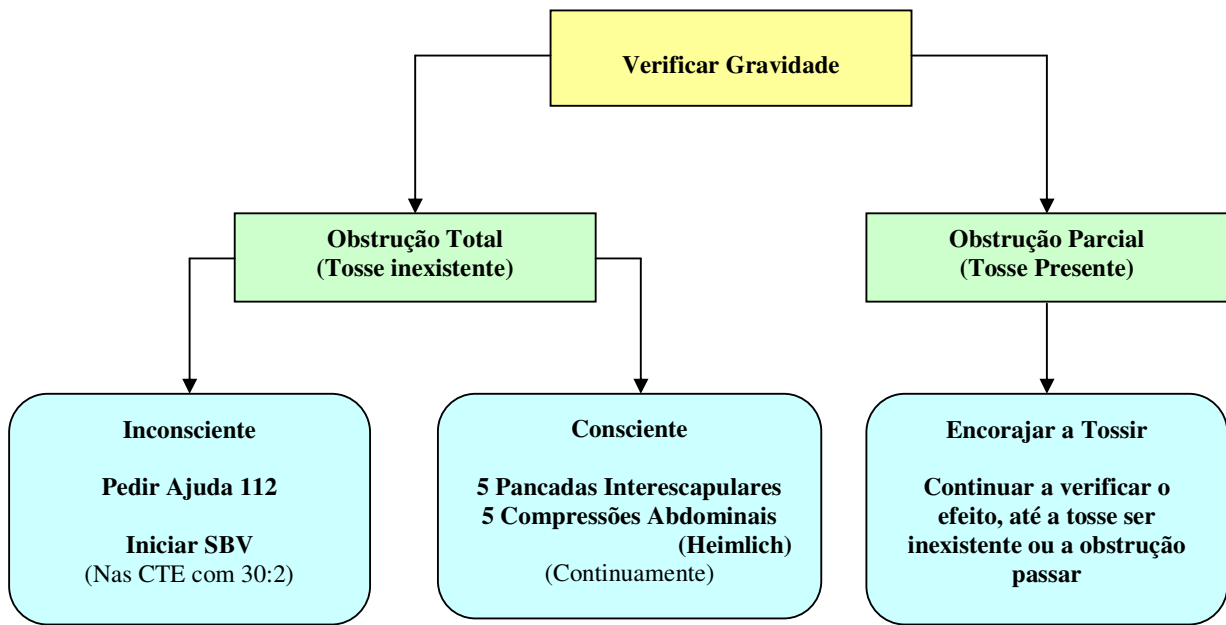 Verificar Gravidade
Obstrução Total
(Tosse inexistente)
Obstrução Parcial
(Tosse Presente)
Inconsciente
Pedir Ajuda 112
Iniciar SBV
(Nas CTE com 30:2)
Consciente
5 Pancadas Interescapulares
5 Compressões Abdominais
(Heimlich)
(Continuamente)
Encorajar a Tossir
Continuar a verificar o
efeito, até a tosse ser
inexistente ou a obstrução
passar